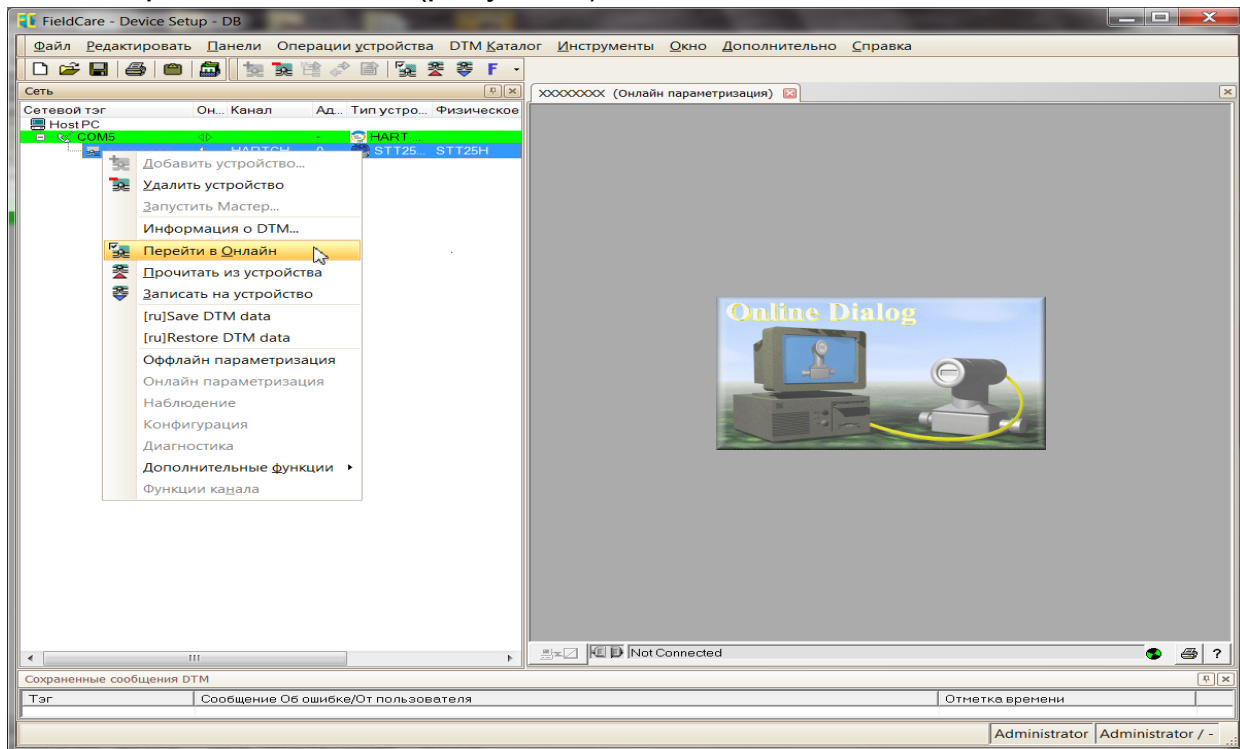 FieldCare - Device Setup - DB
Файл Редактировать Панели Операции устройства DTM Каталог Инструменты Окно Дополнительно Справка
F
Сеть
XXXXXXXX (Онлайн параметризация)
Сетевой тэг Он... Канал Ад... Тип устро... Физическое
Host PC
COM5 - HART ...
HARTCH 0 STT25... STT25H
Добавить устройство...
Удалить устройство
Запустить Мастер...
Информация о DTM...
Перейти в Онлайн
Прочитать из устройства
Записать на устройство
[ru]Save DTM data
[ru]Restore DTM data
Оффлайн параметризация
Онлайн параметризация
Наблюдение
Конфигурация
Диагностика
Дополнительные функции
Функции канала
Online Dialog
Not Connected
?
Сохраненные сообщения DTM
Тэг Сообщение Об ошибке/От пользователя Отметка времени
Administrator Administrator / -